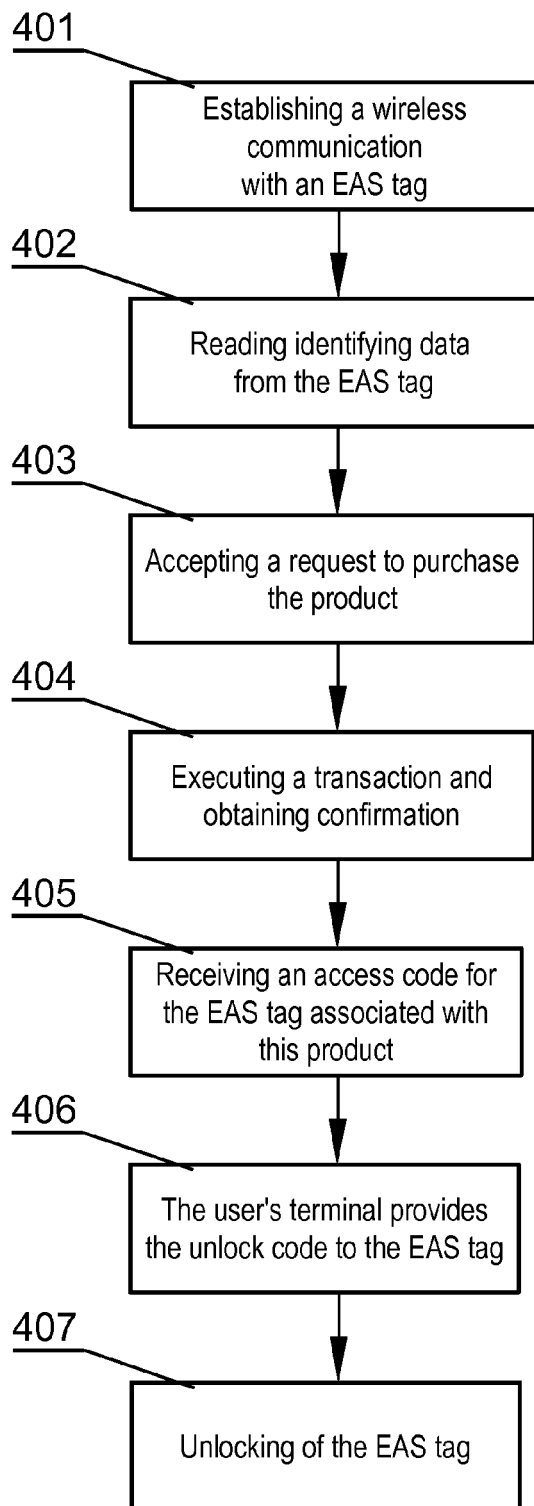 401
Establishing a wireless
communication
with an EAS tag
402
Reading identifying data
from the EAS tag
403
Accepting a request to purchase
the product
404
Executing a transaction and
obtaining confirmation
405
Receiving an access code for
the EAS tag associated with
this product
406
The user's terminal provides
the unlock code to the EAS tag
407
Unlocking of the EAS tag